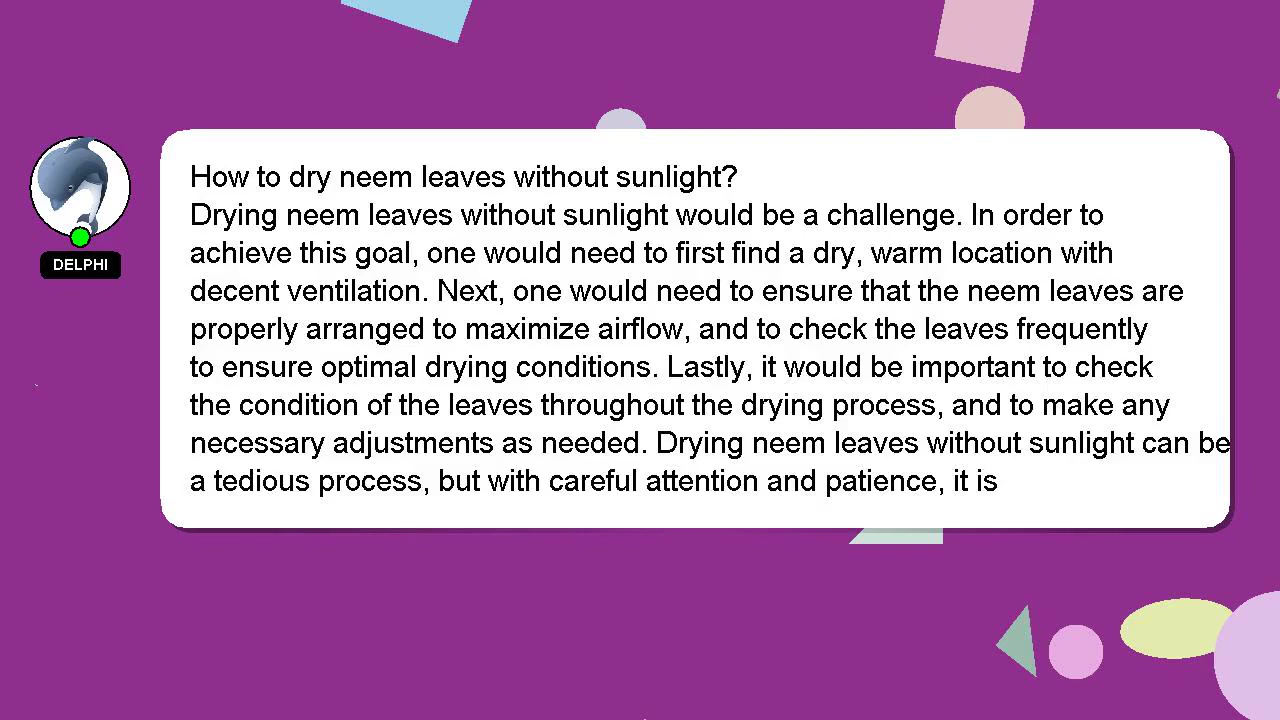 How to dry neem leaves without sunlight?
Drying neem leaves without sunlight would be a challenge. In order to
achieve this goal, one would need to first find a dry, warm location with
decent ventilation. Next, one would need to ensure that the neem leaves are
properly arranged to maximize airflow, and to check the leaves frequently
to ensure optimal drying conditions. Lastly, it would be important to check
the condition of the leaves throughout the drying process, and to make any
necessary adjustments as needed. Drying neem leaves without sunlight can be
a tedious process, but with careful attention and patience, it is
DELPHI